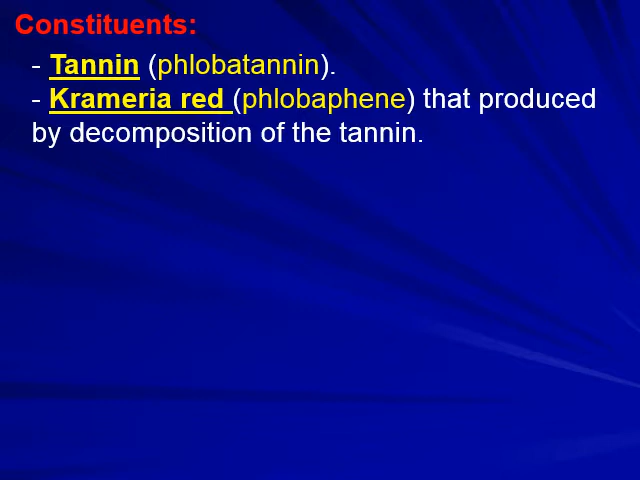 Constituents:
- Tannin (phlobatannin).
- Krameria red (phlobaphene) that produced
by decomposition of the tannin.